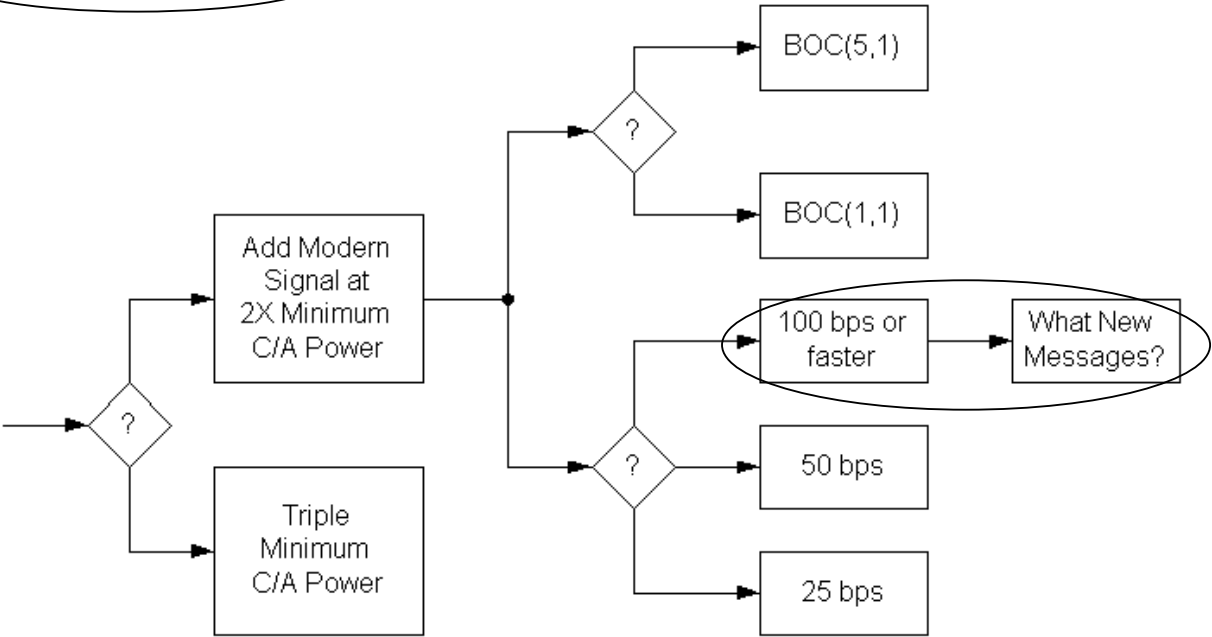 BOC(5,1)
?
BOC(1,1)
Add Modern
Signal at
2X Minimum
C/A Power
?
100 bps or
faster
What New
Messages?
?
50 bps
Triple
Minimum
C/A Power
25 bps